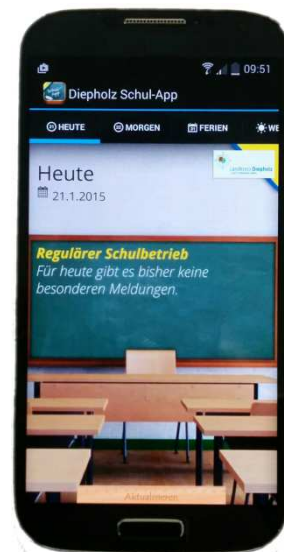 09:51
Diepholz Schul-App
HEUTE MORGEN FERIEN WE
Heute
21.1.2015
Landkreis Diepholz
Regulärer Schulbetrieb
Für heute gibt es bisher keine
besonderen Meldungen.
Aktualisieren